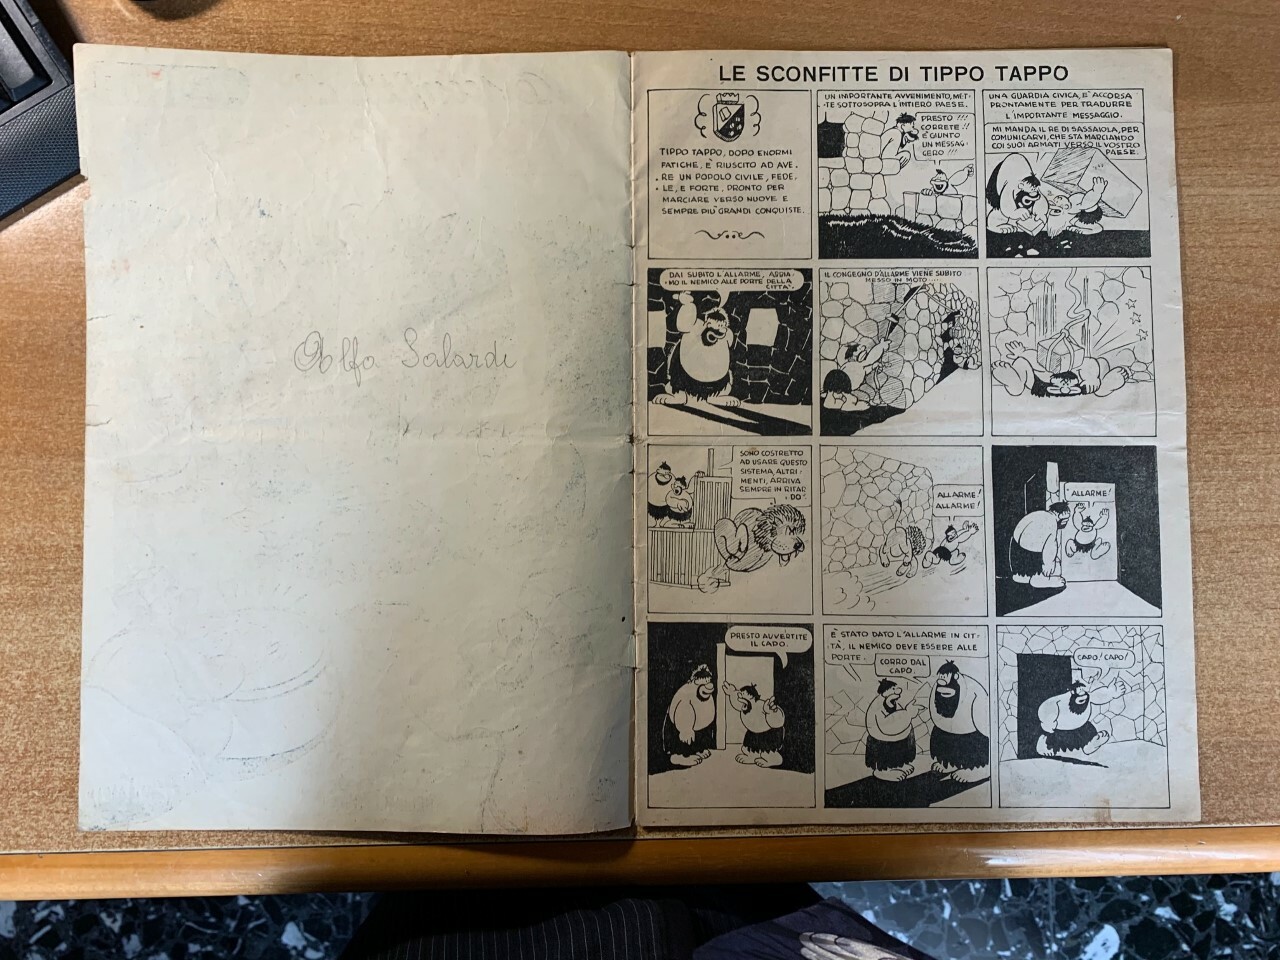 Alfa Salardi
LE SCONFITTE DI TIPPO TAPPO
TIPPO TAPPO, DOPO ENORMI
FATICHE, È RIUSCITO AD AVE-
RE UN POPOLO CIVILE, FEDE-
LE, E FORTE, PRONTO PER
MARCIARE VERSO NUOVE E
SEMPRE PIÙ GRANDI CONQUISTE.
UN IMPORTANTE AVVENIMENTO, MET-
TE SOTTOSOPRA L'INTIERO PAESE.
PRESTO!!!
CORRETE!!
È GIUNTO
UN MESSAG-
GERO!!!
UNA GUARDIA CIVICA, E' ACCORSA
PRONTAMENTE PER TRADURRE
L'IMPORTANTE MESSAGGIO.
MI MANDA IL RE DI SASSAIOLA, PER
COMUNICARVI, CHE STA MARCIANDO
COI SUOI ARMATI VERSO IL VOSTRO
PAESE.
DAI SUBITO L'ALLARME, ABBIA-
MO IL NEMICO ALLE PORTE DELLA
CITTÀ.
IL CONGEGNO D'ALLARME VIENE SUBITO
MESSO IN MOTO...
SONO COSTRETTO
AD USARE QUESTO
SISTEMA, ALTRI-
MENTI, ARRIVA
SEMPRE IN RITAR-
DO.
ALLARME!
ALLARME!
ALLARME!
PRESTO AVVERTITE
IL CAPO.
È STATO DATO L'ALLARME IN CIT-
TÀ, IL NEMICO DEVE ESSERE ALLE
PORTE.
CORRO DAL
CAPO.
CAPO! CAPO!